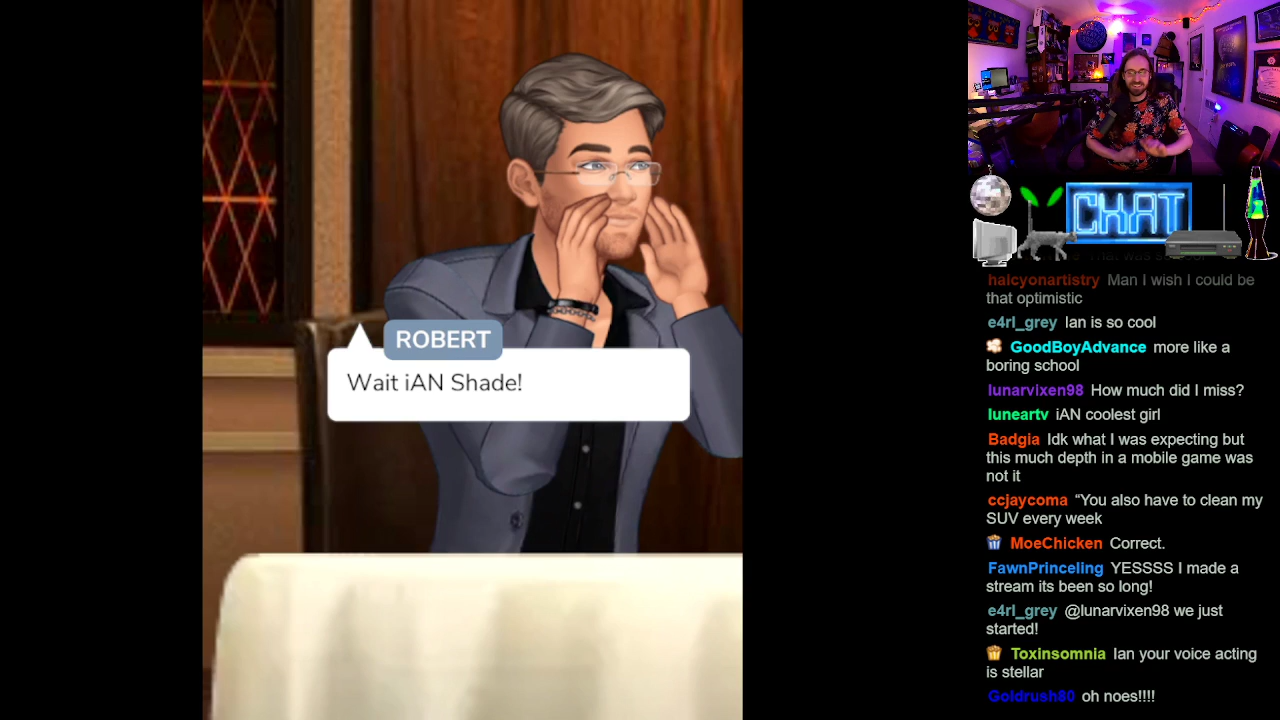 ROBERT
Wait iAN Shade!
CHAT
halcyonartistry Man I wish I could be
that optimistic
e4rl_grey Ian is so cool
GoodBoyAdvance more like a
boring school
lunarvixen98 How much did I miss?
luneartv iAN coolest girl
Badgia Idk what I was expecting but
this much depth in a mobile game was
not it
ccjaycoma “You also have to clean my
SUV every week
MoeChicken Correct.
FawnPrinceling YESSSS I made a
stream its been so long!
e4rl_grey @lunarvixen98 we just
started!
Toxinsomnia Ian your voice acting
is stellar
Goldrush80 oh noes!!!!